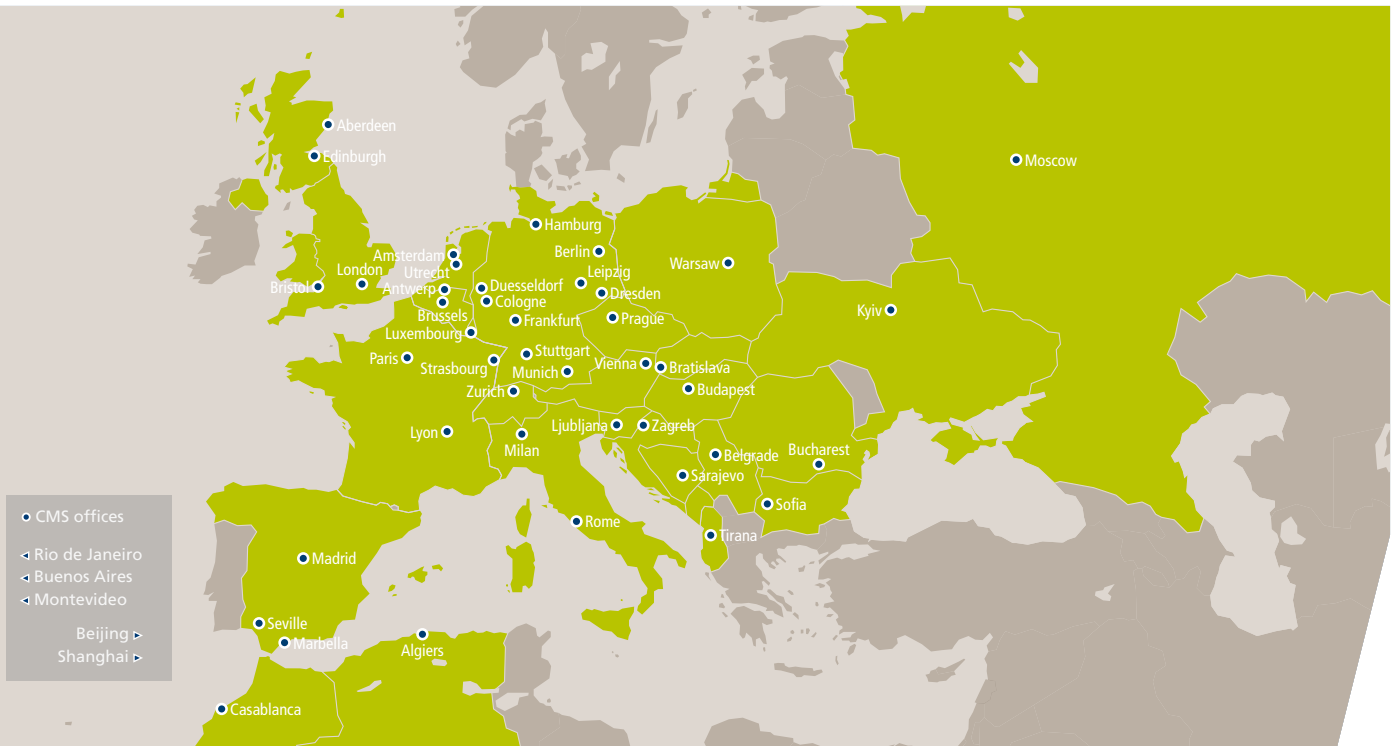 Aberdeen
Edinburgh
Moscow
Hamburg
Berlin
Amsterdam
Warsaw
Utrecht
London
Leipzig
Bristol
Antwerp
Duesseldorf
Dresden
Cologne
Brussels
Kyiv
Frankfurt
Prague
Luxembourg
Stuttgart
Paris
Strasbourg
Vienna
Bratislava
Munich
Zurich
Budapest
Lyon
Ljubljana
Zagreb
Milan
Belgrade
Bucharest
Sarajevo
Sofia
Rome
Tirana
Madrid
Seville
Marbella
Algiers
Casablanca
CMS offices
Rio de Janeiro
Buenos Aires
Montevideo
Beijing
Shanghai